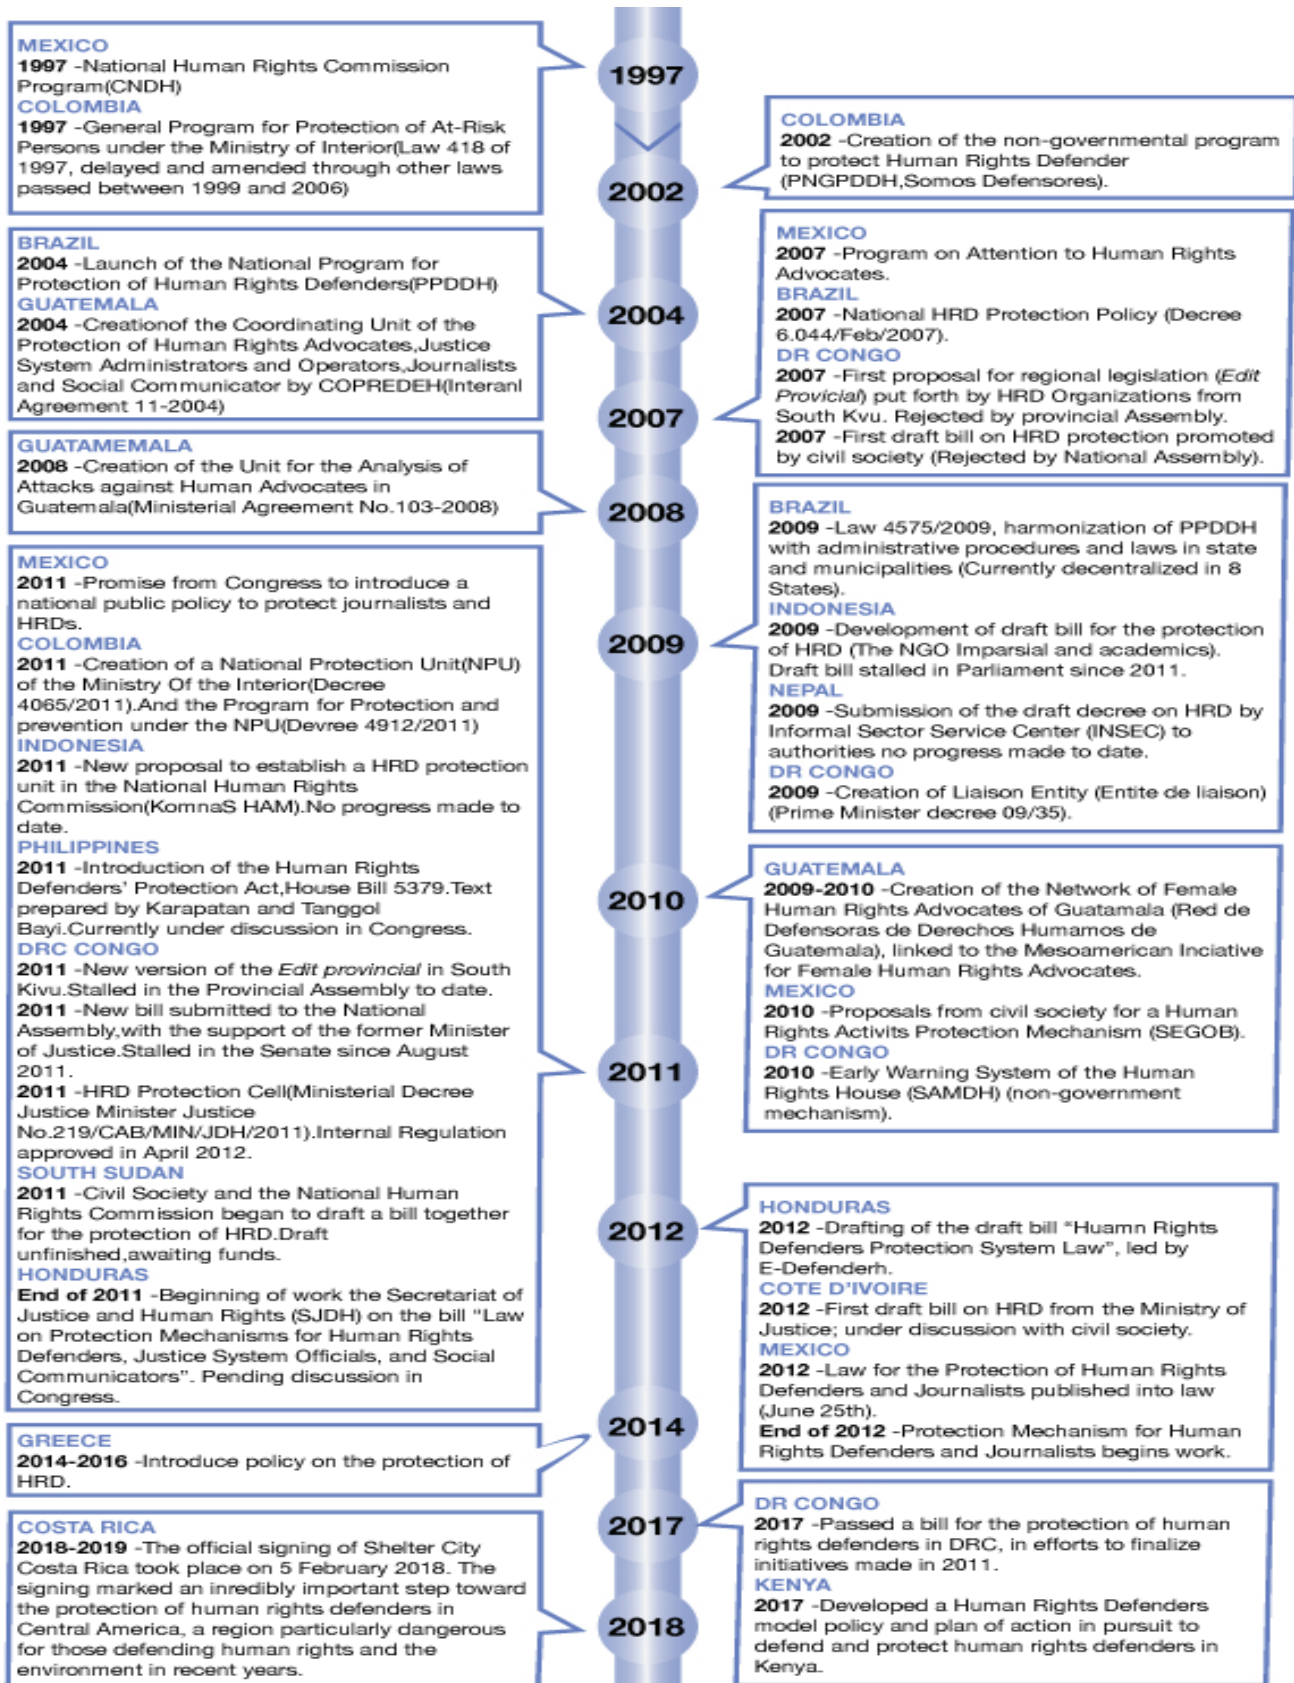 MEXICO
1997 -National Human Rights Commission
Program(CNDH)
COLOMBIA
1997 -General Program for Protection of At-Risk
Persons under the Ministry of Interior(Law 418 of
1997, delayed and amended through other laws
passed between 1999 and 2006)
1997
COLOMBIA
2002 -Creation of the non-governmental program
to protect Human Rights Defender
(PNGPDDH,Somos Defensores).
2002
BRAZIL
2004 -Launch of the National Program for
Protection of Human Rights Defenders(PPDDH)
GUATEMALA
2004 -Creationof the Coordinating Unit of the
Protection of Human Rights Advocates,Justice
System Administrators and Operators,Journalists
and Social Communicator by COPREDEH(Interanl
Agreement 11-2004)
2004
MEXICO
2007 -Program on Attention to Human Rights
Advocates.
BRAZIL
2007 -National HRD Protection Policy (Decree
6.044/Feb/2007).
DR CONGO
2007 -First proposal for regional legislation (Edit
Provicial) put forth by HRD Organizations from
South Kvu. Rejected by provincial Assembly.
2007 -First draft bill on HRD protection promoted
by civil society (Rejected by National Assembly).
2007
GUATAMEMALA
2008 -Creation of the Unit for the Analysis of
Attacks against Human Advocates in
Guatemala(Ministerial Agreement No.103-2008)
2008
BRAZIL
2009 -Law 4575/2009, harmonization of PPDDH
with administrative procedures and laws in state
and municipalities (Currently decentralized in 8
States).
INDONESIA
2009 -Development of draft bill for the protection
of HRD (The NGO Imparsial and academics).
Draft bill stalled in Parliament since 2011.
NEPAL
2009 -Submission of the draft decree on HRD by
Informal Sector Service Center (INSEC) to
authorities no progress made to date.
DR CONGO
2009 -Creation of Liaison Entity (Entite de liaison)
(Prime Minister decree 09/35).
2009
GUATEMALA
2009-2010 -Creation of the Network of Female
Human Rights Advocates of Guatamala (Red de
Defensoras de Derechos Humamos de
Guatemala), linked to the Mesoamerican Inciative
for Female Human Rights Advocates.
MEXICO
2010 -Proposals from civil society for a Human
Rights Activits Protection Mechanism (SEGOB).
DR CONGO
2010 -Early Warning System of the Human
Rights House (SAMDH) (non-government
mechanism).
2010
MEXICO
2011 -Promise from Congress to introduce a
national public policy to protect journalists and
HRDs.
COLOMBIA
2011 -Creation of a National Protection Unit(NPU)
of the Ministry Of the Interior(Decree
4065/2011).And the Program for Protection and
prevention under the NPU(Devree 4912/2011)
INDONESIA
2011 -New proposal to establish a HRD protection
unit in the National Human Rights
Commission(KomnaS HAM).No progress made to
date.
PHILIPPINES
2011 -Introduction of the Human Rights
Defenders' Protection Act,House Bill 5379.Text
prepared by Karapatan and Tanggol
Bayi.Currently under discussion in Congress.
DRC CONGO
2011 -New version of the Edit provincial in South
Kivu.Stalled in the Provincial Assembly to date.
2011 -New bill submitted to the National
Assembly,with the support of the former Minister
of Justice.Stalled in the Senate since August
2011.
2011 -HRD Protection Cell(Ministerial Decree
Justice Minister Justice
No.219/CAB/MIN/JDH/2011).Internal Regulation
approved in April 2012.
SOUTH SUDAN
2011 -Civil Society and the National Human
Rights Commission began to draft a bill together
for the protection of HRD.Draft
unfinished,awaiting funds.
HONDURAS
End of 2011 -Beginning of work the Secretariat of
Justice and Human Rights (SJDH) on the bill "Law
on Protection Mechanisms for Human Rights
Defenders, Justice System Officials, and Social
Communicators". Pending discussion in
Congress.
2011
HONDURAS
2012 -Drafting of the draft bill "Huamn Rights
Defenders Protection System Law", led by
E-Defenderh.
COTE D'IVOIRE
2012 -First draft bill on HRD from the Ministry of
Justice; under discussion with civil society.
MEXICO
2012 -Law for the Protection of Human Rights
Defenders and Journalists published into law
(June 25th).
End of 2012 -Protection Mechanism for Human
Rights Defenders and Journalists begins work.
2012
GREECE
2014-2016 -Introduce policy on the protection of
HRD.
2014
DR CONGO
2017 -Passed a bill for the protection of human
rights defenders in DRC, in efforts to finalize
initiatives made in 2011.
KENYA
2017 -Developed a Human Rights Defenders
model policy and plan of action in pursuit to
defend and protect human rights defenders in
Kenya.
2017
COSTA RICA
2018-2019 -The official signing of Shelter City
Costa Rica took place on 5 February 2018. The
signing marked an inredibly important step toward
the protection of human rights defenders in
Central America, a region particularly dangerous
for those defending human rights and the
environment in recent years.
2018